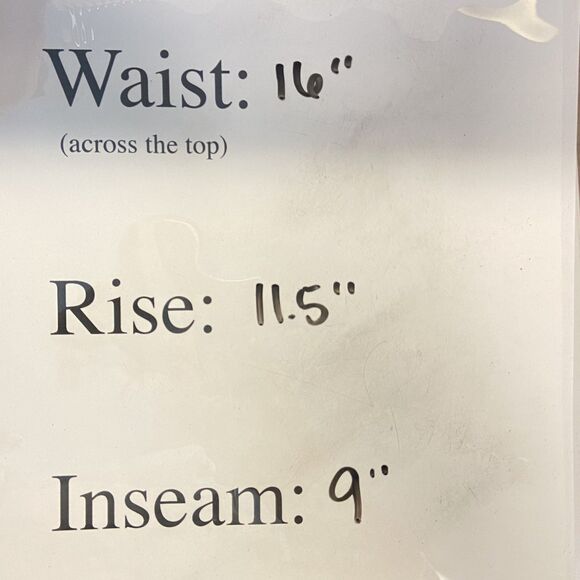 Waist: 16"
(across the top)
Rise: 11.5"
Inseam: 9"